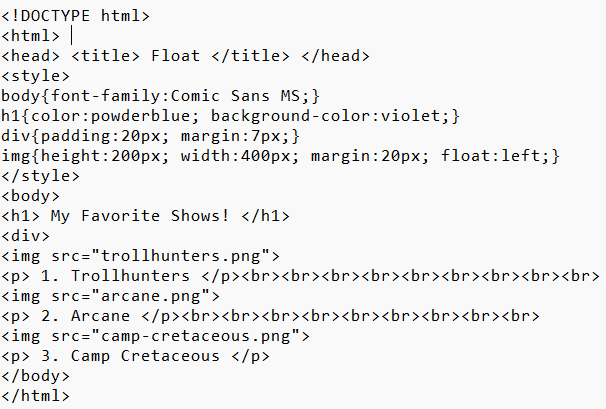 <!DOCTYPE html>
<html>
<head> <title> Float </title> </head>
<style>
body{font-family:Comic Sans MS;}
h1{color:powderblue; background-color:violet;}
div{padding:20px; margin:7px;}
img{height:200px; width:400px; margin:20px; float:left;}
</style>
<body>
<h1> My Favorite Shows! </h1>
<div>
<img src="trollhunters.png">
<p> 1. Trollhunters </p><br><br><br><br><br><br><br><br><br>
<img src="arcane.png">
<p> 2. Arcane </p><br><br><br><br><br><br><br><br><br>
<img src="camp-cretaceous.png">
<p> 3. Camp Cretaceous </p>
</body>
</html>